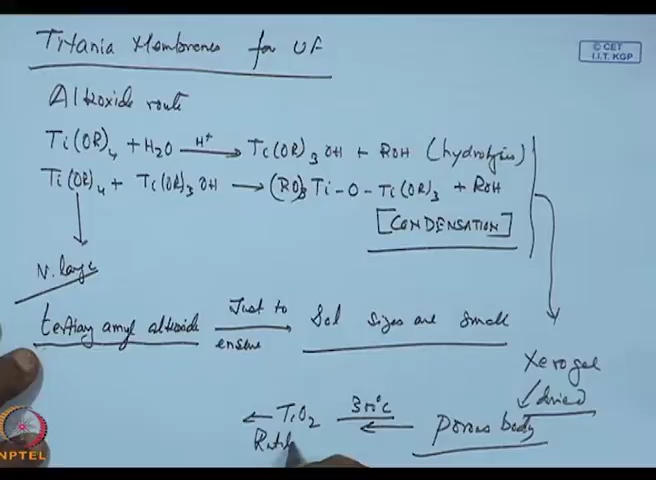 Titania Membranes for UF
© CET
I.I.T. KGP
Alkoxide route
Ti(OR)4 + H2O —H+→ Ti(OR)3 OH + ROH (hydrolysis)
Ti(OR)4 + Ti(OR)3 OH → (RO)3 Ti-O-Ti(OR)3 + ROH
[CONDENSATION]
V. large
tertiary amyl alkoxide Just to ensure → Sol sizes are small
Xerogel
dried
← TiO2 ← Porous body
Rutil
NPTEL